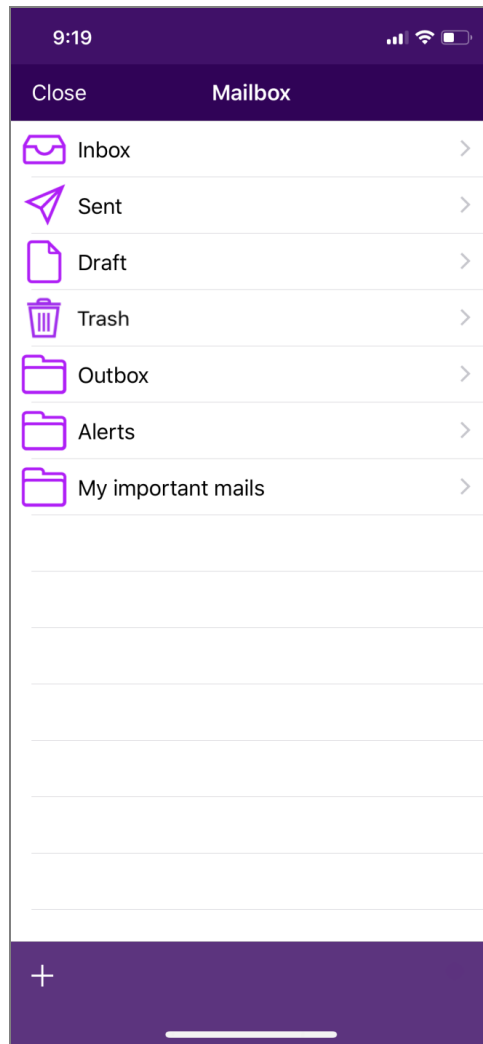 9:19
Close Mailbox
Inbox
Sent
Draft
Trash
Outbox
Alerts
My important mails